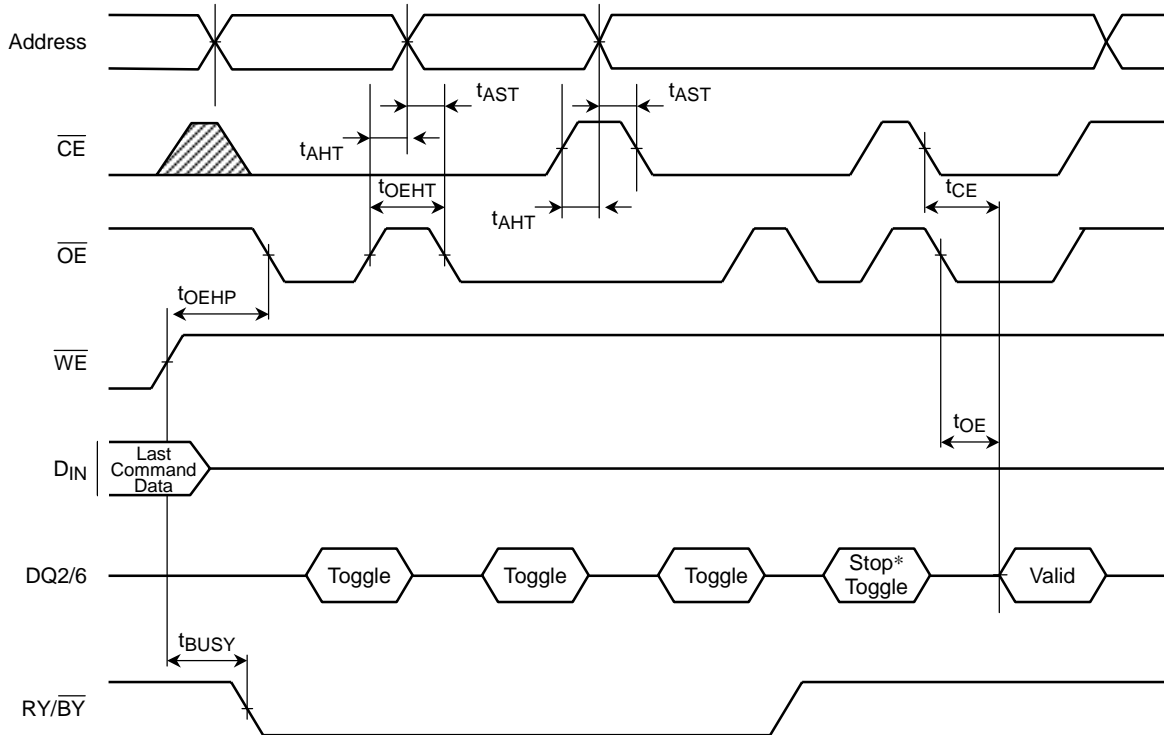 Address
tAST
tAST
CE
tAHT
tOEHT
tCE
tAHT
OE
tOEHP
WE
tOE
DIN
Last
Command
Data
DQ2/6
Toggle
Toggle
Toggle
Stop*
Toggle
Valid
tBUSY
RY/BY